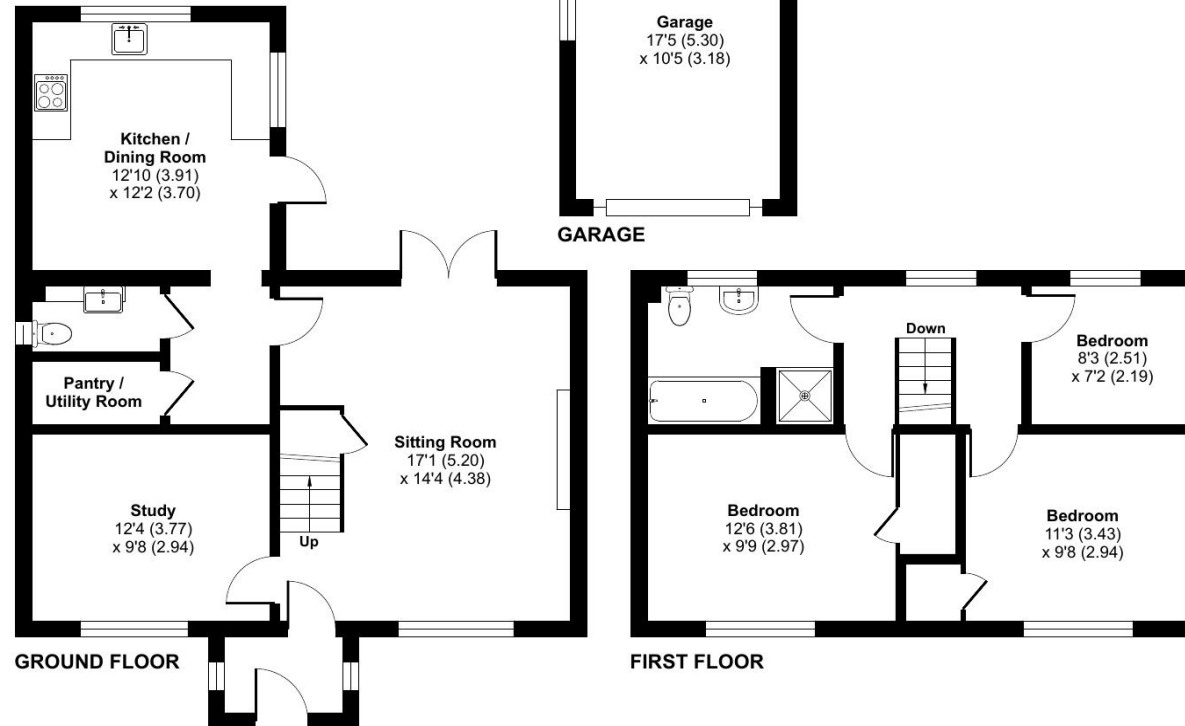 Garage
17'5 (5.30)
x 10'5 (3.18)
GARAGE
Kitchen /
Dining Room
12'10 (3.91)
x 12'2 (3.70)
Pantry /
Utility Room
Sitting Room
17'1 (5.20)
x 14'4 (4.38)
Study
12'4 (3.77)
x 9'8 (2.94)
Up
GROUND FLOOR
Down
Bedroom
8'3 (2.51)
x 7'2 (2.19)
Bedroom
12'6 (3.81)
x 9'9 (2.97)
Bedroom
11'3 (3.43)
x 9'8 (2.94)
FIRST FLOOR